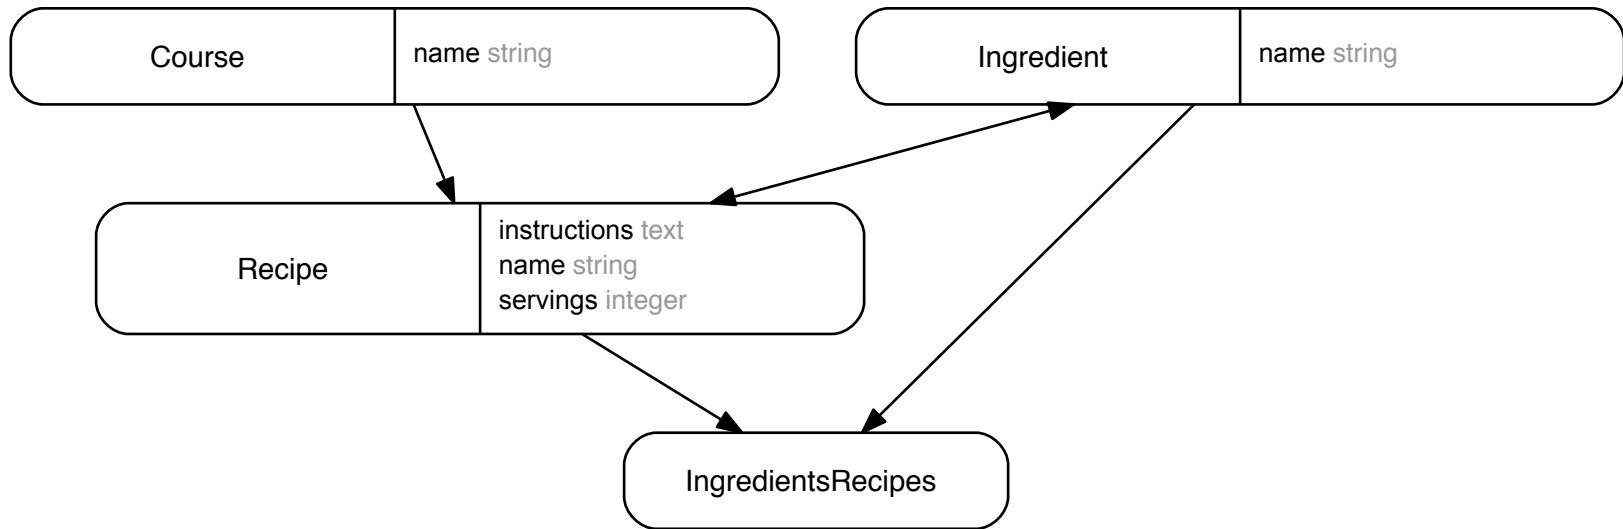 Course
name string
Ingredient
name string
Recipe
instructions text
name string
servings integer
IngredientsRecipes